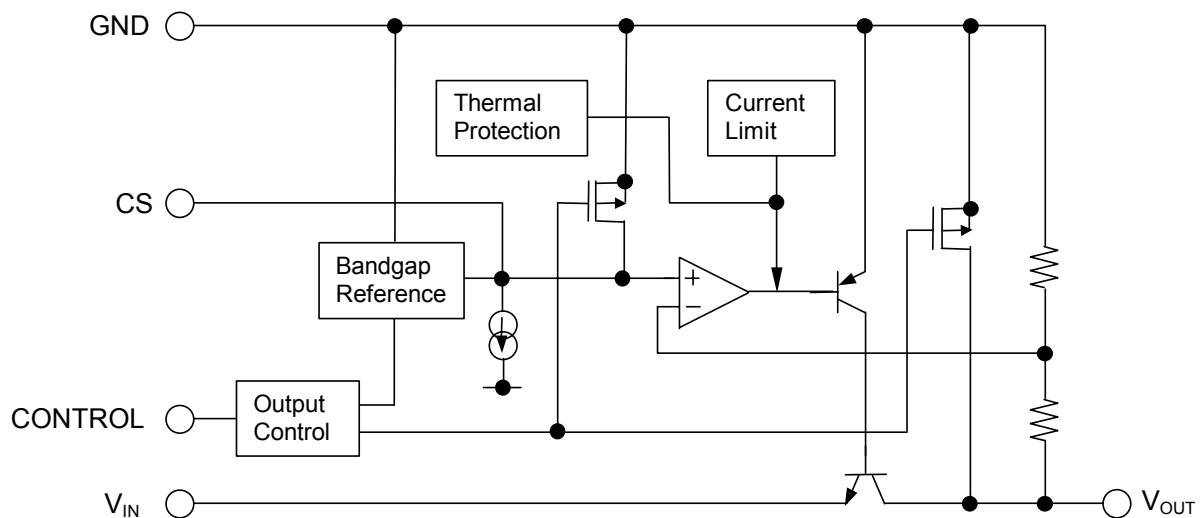 GND
Thermal
Protection
Current
Limit
CS
Bandgap
Reference
+
−
CONTROL
Output
Control
VIN
VOUT